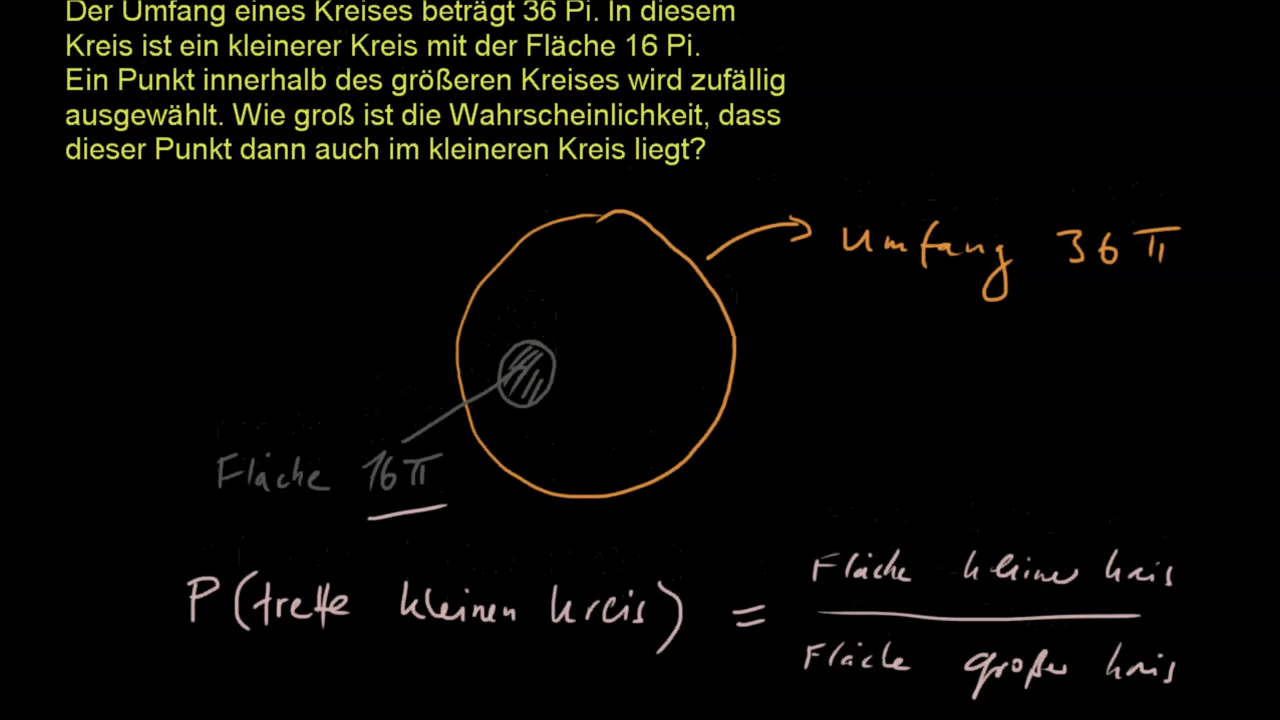 Der Umfang eines Kreises beträgt 36 Pi. In diesem
Kreis ist ein kleinerer Kreis mit der Fläche 16 Pi.
Ein Punkt innerhalb des größeren Kreises wird zufällig
ausgewählt. Wie groß ist die Wahrscheinlichkeit, dass
dieser Punkt dann auch im kleineren Kreis liegt?
Umfang 36 π
Fläche 16 π
P(treffe kleinen kreis) =
Fläche kleiner kreis
Fläche großer kreis